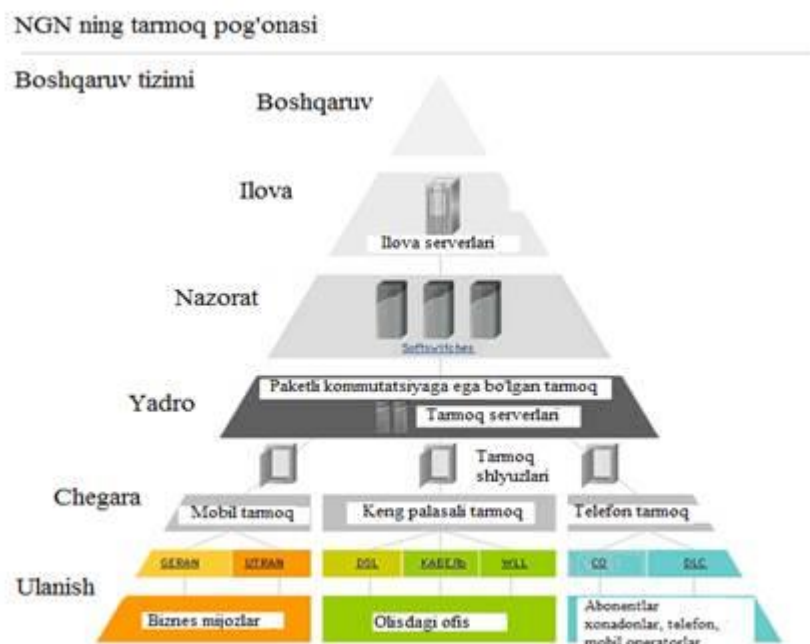 NGN ning tarmoq pog'onasi
Boshqaruv tizimi
Boshqaruv
Ilova
Ilova serverlari
Nazorat
Softswitches
Yadro
Paketli kommutatsiyaga ega bo'lgan tarmoq
Tarmoq serverlari
Tarmoq
shlyuzlari
Chegara
Mobil tarmoq
Keng palasali tarmoq
Telefon tarmoq
Ulanish
GERAN
UTRAN
DSL
WLL
CO
DLC
Biznes mijozlar
Olisdagi ofis
Abonentlar
xonadonlar, telefon,
mobil operatorlar